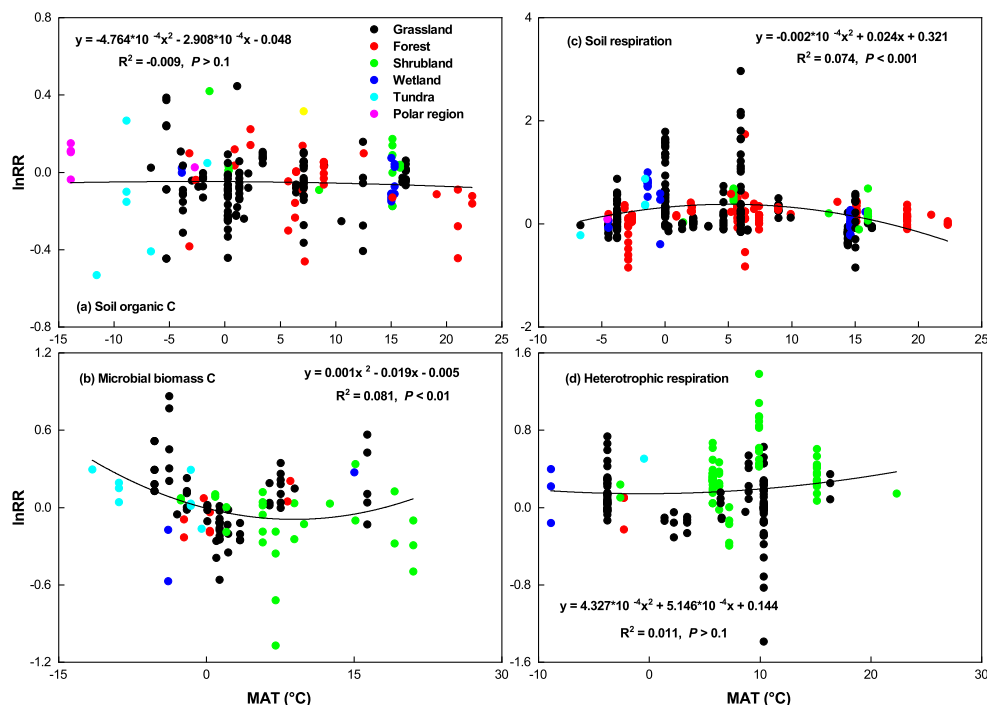 0.8
0.4
0.0
-0.4
-0.8
lnRR
y = -4.764*10 -4x2 - 2.908*10 -4x - 0.048
R2 = -0.009, P > 0.1
Grassland
Forest
Shrubland
Wetland
Tundra
Polar region
(a) Soil organic C
-15 -10 -5 0 5 10 15 20 25
4
2
0
-2
(c) Soil respiration
y = -0.002*10 -4x2 + 0.024x + 0.321
R2 = 0.074, P < 0.001
-10 -5 0 5 10 15 20 25
1.2
0.6
0.0
-0.6
-1.2
lnRR
(b) Microbial biomass C
y = 0.001x 2 - 0.019x - 0.005
R2 = 0.081, P < 0.01
-15 0 15 30
MAT (°C)
1.6
0.8
0.0
-0.8
-1.6
(d) Heterotrophic respiration
y = 4.327*10 -4x2 + 5.146*10 -4x + 0.144
R2 = 0.011, P > 0.1
-10 0 10 20 30
MAT (°C)